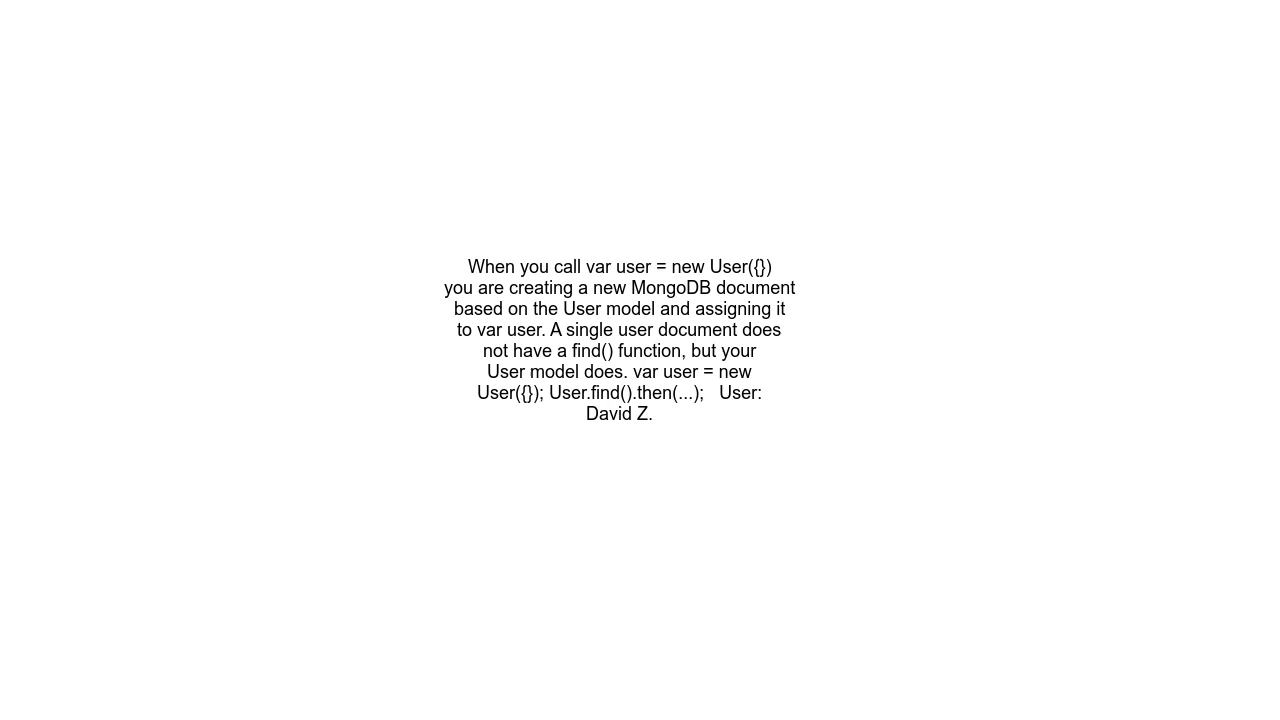 When you call var user = new User({})
you are creating a new MongoDB document
based on the User model and assigning it
to var user. A single user document does
not have a find() function, but your
User model does. var user = new
User({}); User.find().then(...);   User:
David Z.